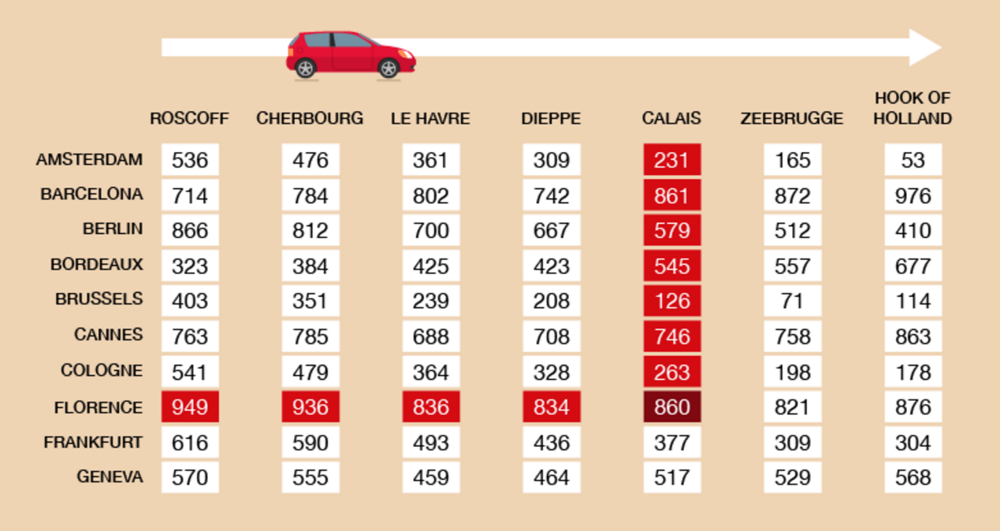 HOOK OF
ROSCOFF CHERBOURG LE HAVRE DIEPPE CALAIS ZEEBRUGGE HOLLAND
AMSTERDAM 536 476 361 309 231 165 53
BARCELONA 714 784 802 742 861 872 976
BERLIN 866 812 700 667 579 512 410
BORDEAUX 323 384 425 423 545 557 677
BRUSSELS 403 351 239 208 126 71 114
CANNES 763 785 688 708 746 758 863
COLOGNE 541 479 364 328 263 198 178
FLORENCE 949 936 836 834 860 821 876
FRANKFURT 616 590 493 436 377 309 304
GENEVA 570 555 459 464 517 529 568